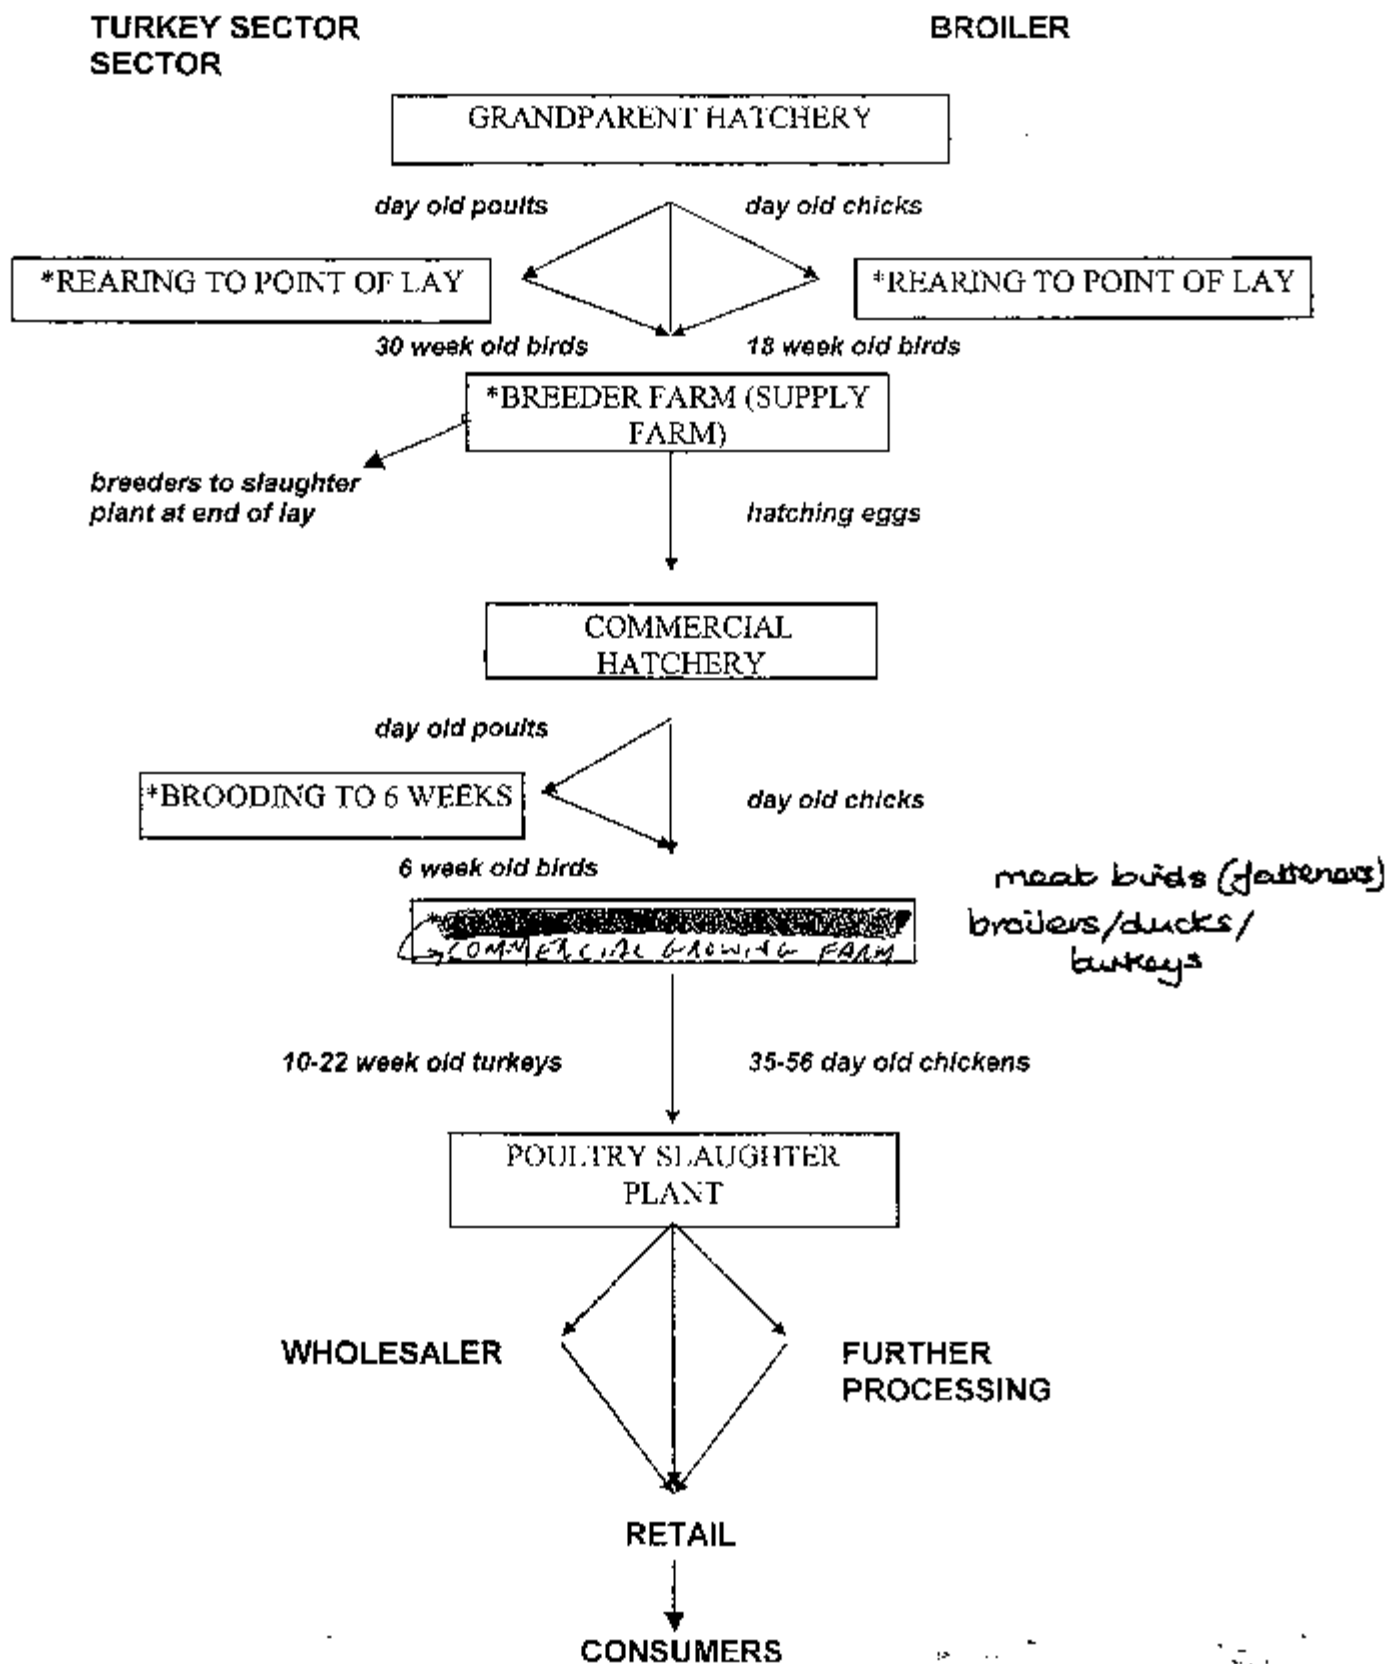 TURKEY SECTOR BROILER
SECTOR
GRANDPARENT HATCHERY
day old poults day old chicks
*REARING TO POINT OF LAY *REARING TO POINT OF LAY
30 week old birds 18 week old birds
*BREEDER FARM (SUPPLY
FARM)
breeders to slaughter
plant at end of lay hatching eggs
COMMERCIAL
HATCHERY
day old poults
*BROODING TO 6 WEEKS day old chicks
6 week old birds
meat birds (fatteners)
* broilers/ducks/
COMMERCIAL GROWING FARM turkeys
10-22 week old turkeys 35-56 day old chickens
POULTRY SLAUGHTER
PLANT
WHOLESALER FURTHER
PROCESSING
RETAIL
CONSUMERS